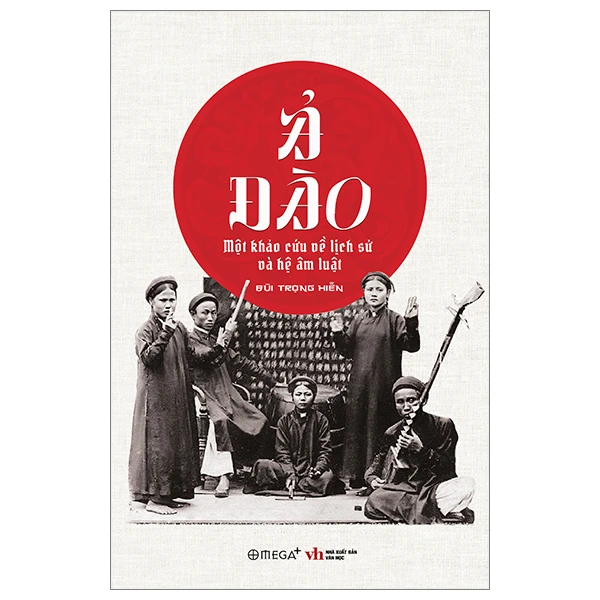 Ả
ĐÀO
Một khảo cứu về lịch sử
và hệ âm luật
BÙI TRỌNG HIỀN
OMEGA+
vh NHÀ XUẤT BẢN
VĂN HỌC